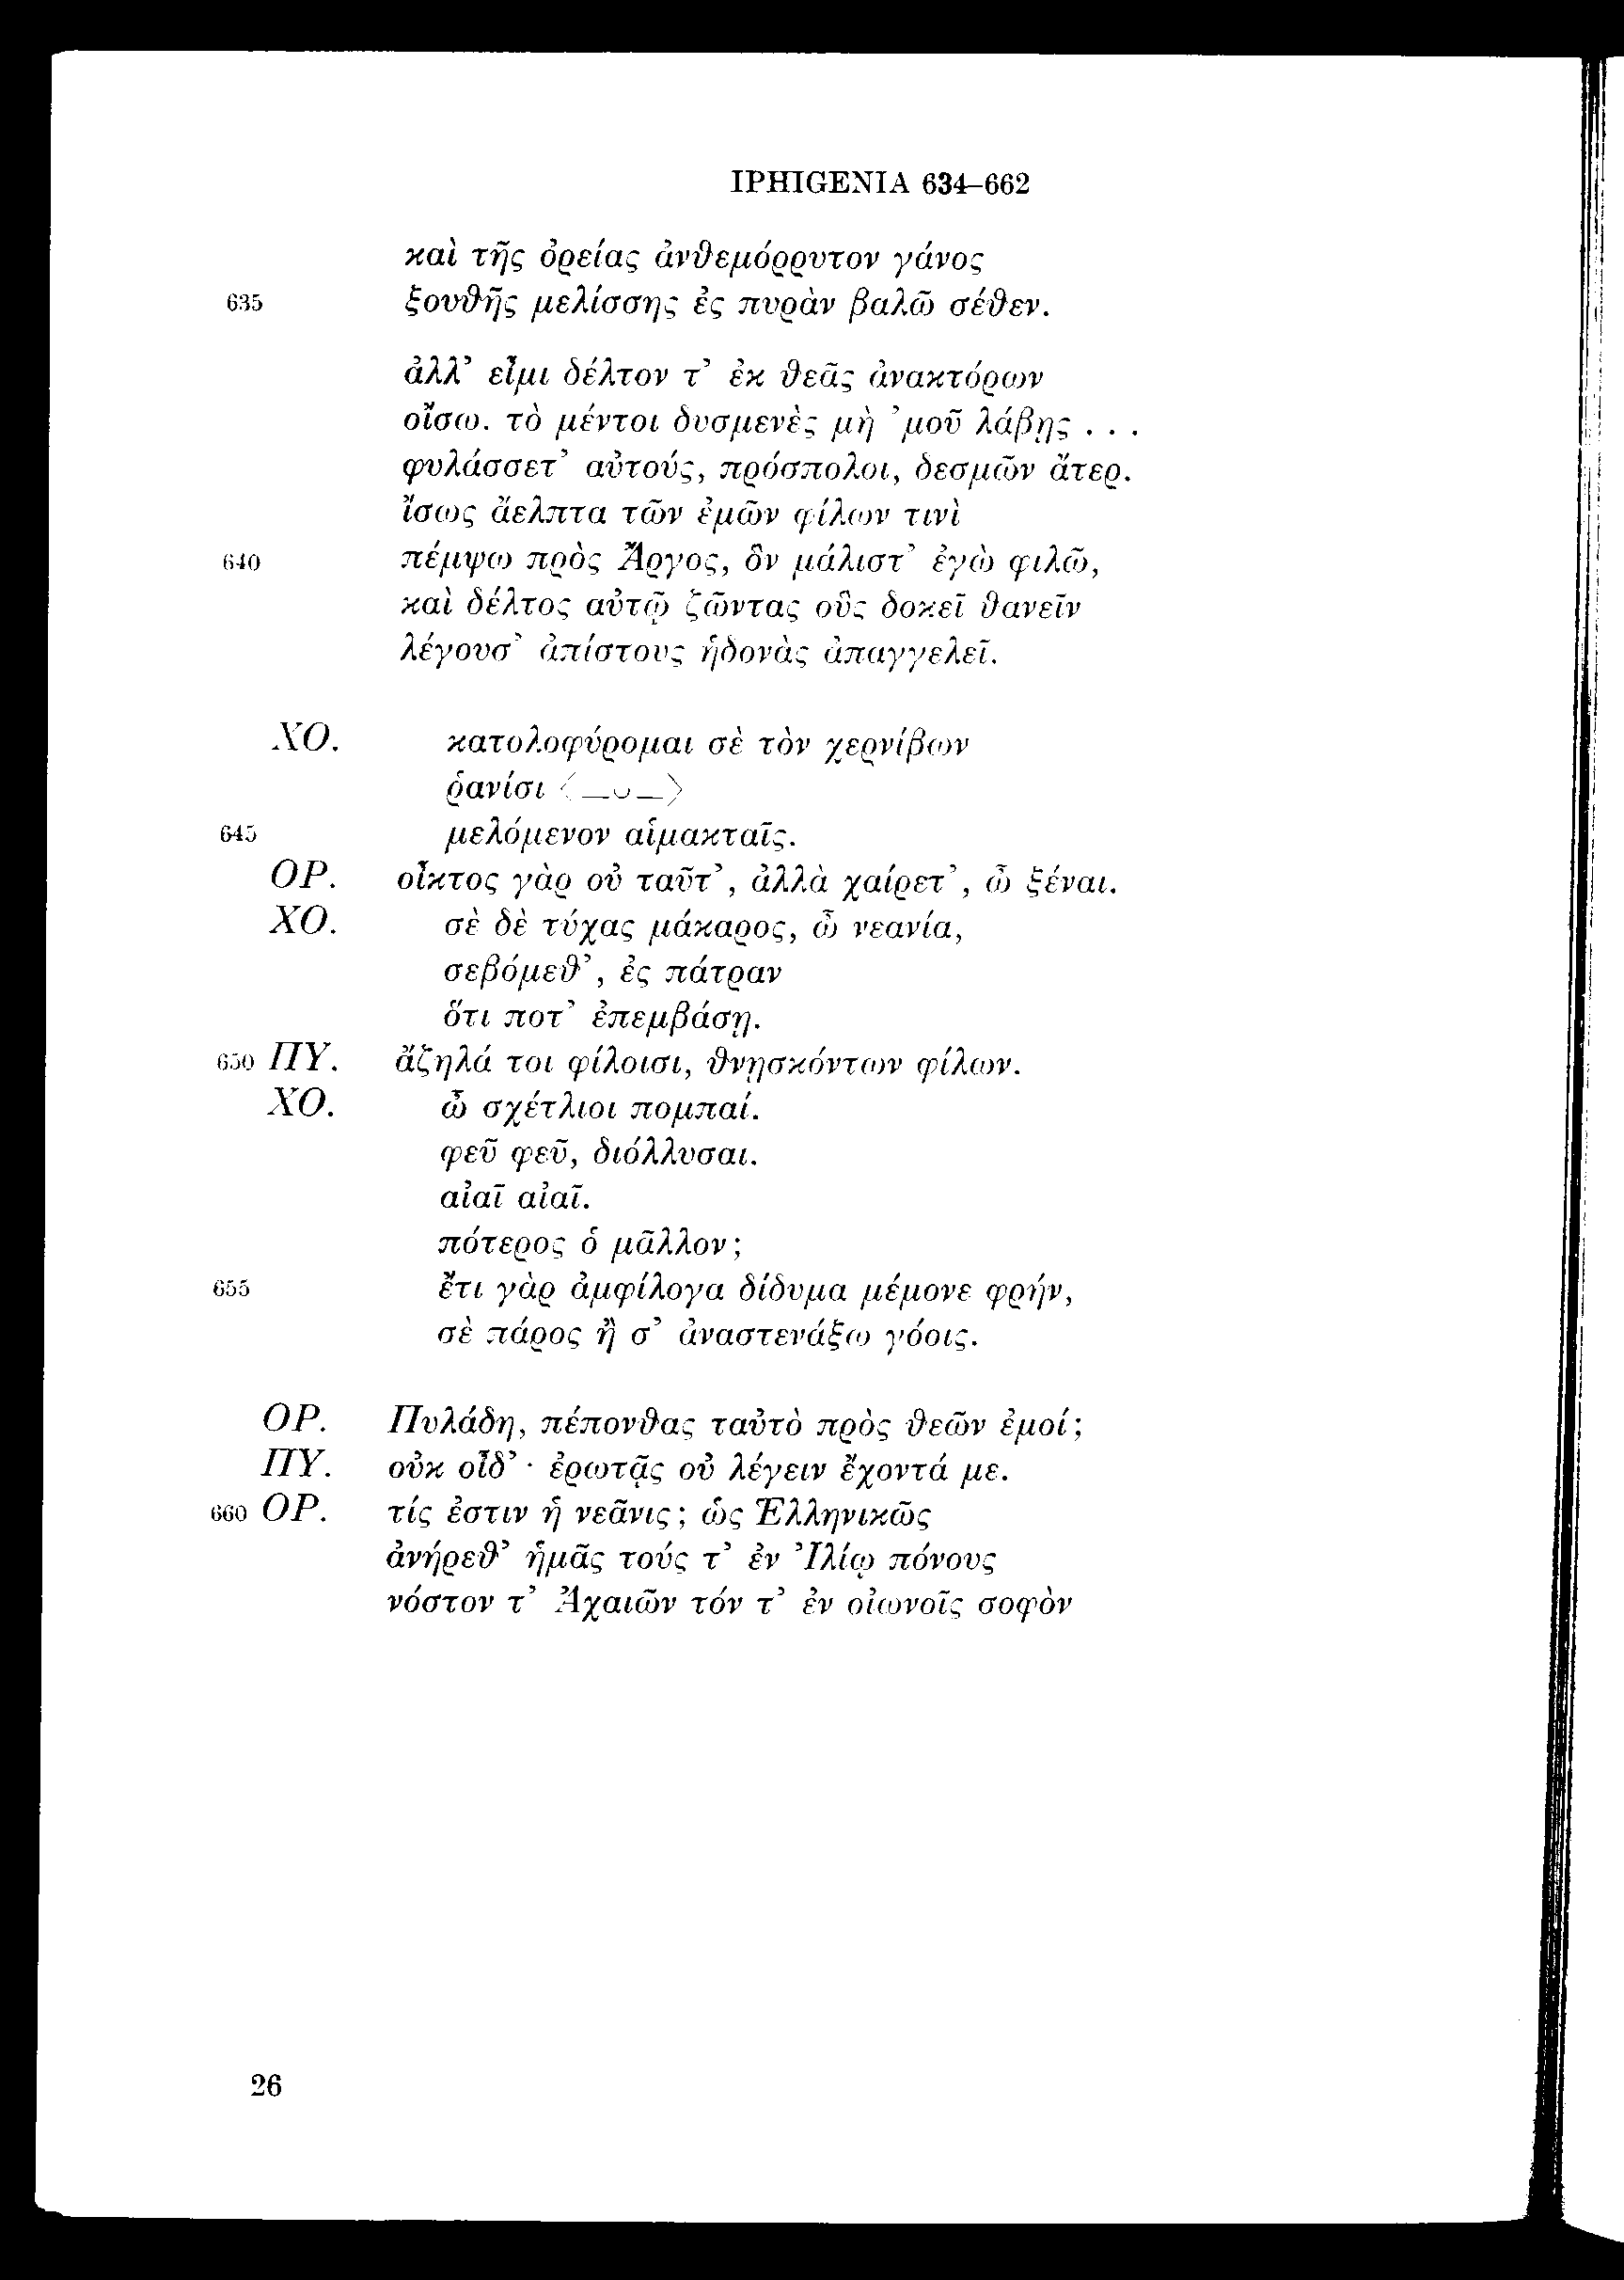 IPHIGENIA 634–662
καὶ τῆς ὀρείας ἀνθεμόρρυτον γάνος
635 ξουθῆς μελίσσης ἐς πυρὰν βαλῶ σέθεν.
ἀλλ’ εἶμι δέλτον τ’ ἐκ θεᾶς ἀνακτόρων
οἴσω. τὸ μέντοι δυσμενὲς μὴ ’μοῦ λάβῃς . . .
φυλάσσετ’ αὐτούς, πρόσπολοι, δεσμῶν ἄτερ.
ἴσως ἄελπτα τῶν ἐμῶν φίλων τινὶ
640 πέμψω πρὸς Ἄργος, ὃν μάλιστ’ ἐγὼ φιλῶ,
καὶ δέλτος αὐτῷ ζῶντας οὓς δοκεῖ θανεῖν
λέγουσ’ ἀπίστους ἡδονὰς ἀπαγγελεῖ.
ΧΟ. κατολοφύρομαι σὲ τὸν χερνίβων
ῥανίσι ⟨_ᴗ_⟩
645 μελόμενον αἱμακταῖς.
ΟΡ. οἶκτος γὰρ οὐ ταῦτ’, ἀλλὰ χαίρετ’, ὦ ξέναι.
ΧΟ. σὲ δὲ τύχας μάκαρος, ὦ νεανία,
σεβόμεθ’, ἐς πάτραν
ὅτι ποτ’ ἐπεμβάσῃ.
650 ΠΥ. ἄζηλά τοι φίλοισι, θνῃσκόντων φίλων.
ΧΟ. ὦ σχέτλιοι πομπαί.
φεῦ φεῦ, διόλλυσαι.
αἰαῖ αἰαῖ.
πότερος ὁ μᾶλλον;
655 ἔτι γὰρ ἀμφίλογα δίδυμα μέμονε φρήν,
σὲ πάρος ἢ σ’ ἀναστενάξω γόοις.
ΟΡ. Πυλάδη, πέπονθας ταὐτὸ πρὸς θεῶν ἐμοί;
ΠΥ. οὐκ οἶδ’· ἐρωτᾷς οὐ λέγειν ἔχοντά με.
660 ΟΡ. τίς ἐστιν ἡ νεᾶνις; ὡς Ἑλληνικῶς
ἀνήρεθ’ ἡμᾶς τούς τ’ ἐν Ἰλίῳ πόνους
νόστον τ’ Ἀχαιῶν τόν τ’ ἐν οἰωνοῖς σοφὸν
26